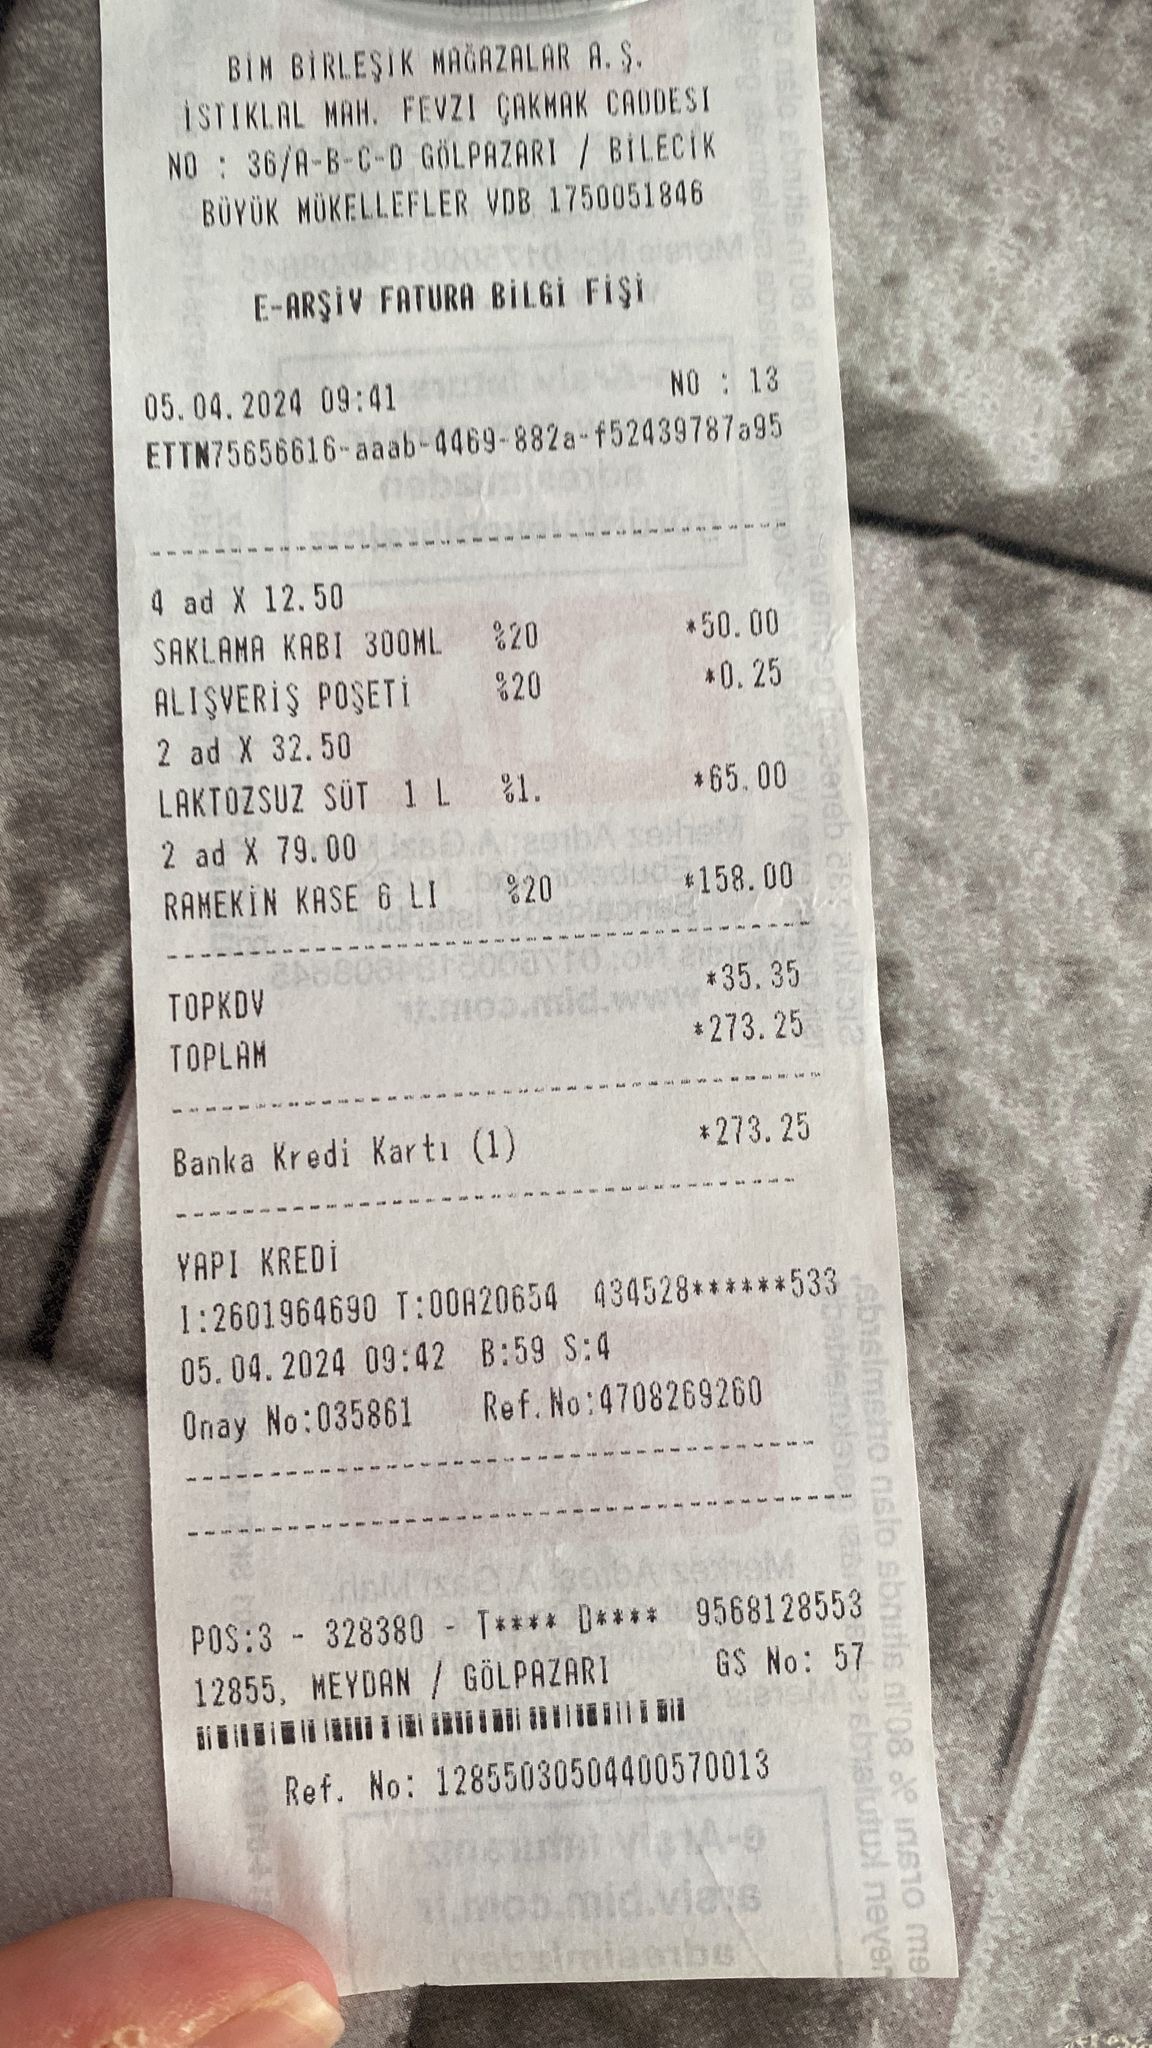 BİM BİRLEŞİK MAĞAZALAR A.Ş.
İSTİKLAL MAH. FEVZI ÇAKMAK CADDESI
NO : 36/A-B-C-D GÖLPAZARI / BİLECİK
BÜYÜK MÜKELLEFLER VDB 1750051846
E-ARŞİV FATURA BİLGİ FİŞİ
05.04.2024 09:41 NO : 13
ETTN75656616-aaab-4469-882a-f52439787a95
4 ad X 12.50
SAKLAMA KABI 300ML %20 *50.00
ALIŞVERİŞ POŞETİ %20 *0.25
2 ad X 32.50
LAKTOZSUZ SÜT 1 L %1. *65.00
2 ad X 79.00
RAMEKİN KASE 6 LI %20 *158.00
TOPKDV *35.35
TOPLAM *273.25
Banka Kredi Kartı (1) *273.25
YAPI KREDİ
I:2601964690 T:00A20654 434528******533
05.04.2024 09:42 B:59 S:4
Onay No:035861 Ref.No:4708269260
POS:3 - 328380 - T**** D**** 9568128553
12855, MEYDAN / GÖLPAZARI GS No: 57
Ref. No: 12855030504400570013